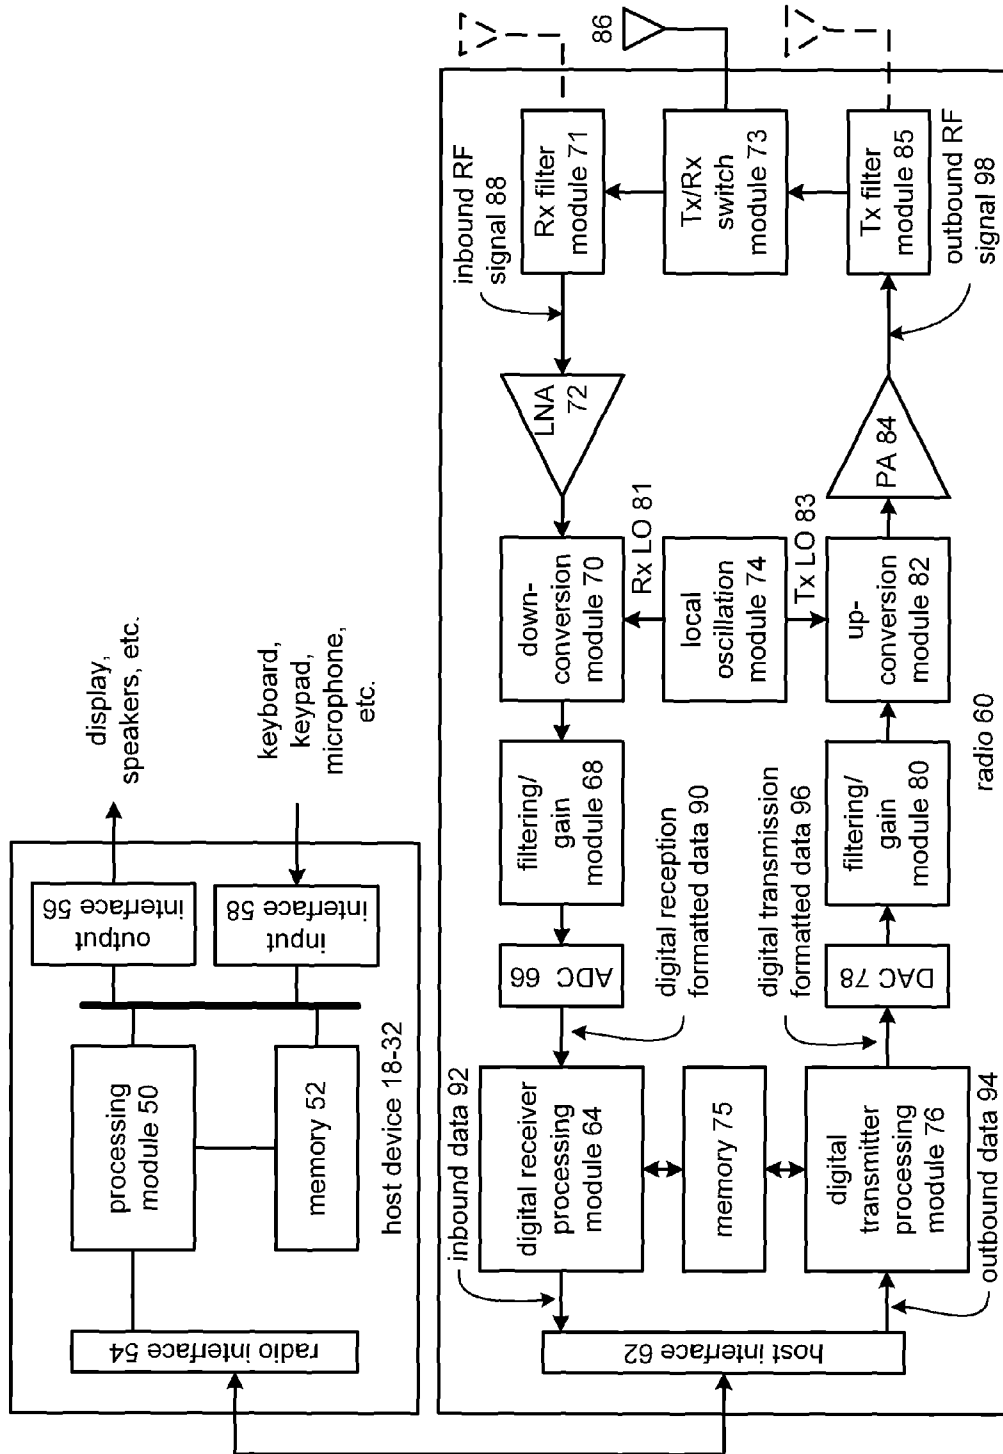 radio interface 54
processing
module 50
memory 52
output
interface 56
input
interface 58
display,
speakers, etc.
keyboard,
keypad,
microphone,
etc.
host device 18-32
host interface 62
inbound data 92
digital receiver
processing
module 64
memory 75
digital
transmitter
processing
module 76
outbound data 94
ADC 66
digital reception
formatted data 90
digital transmission
formatted data 96
DAC 78
filtering/
gain
module 68
filtering/
gain
module 80
down-
conversion
module 70
Rx LO 81
local
oscillation
module 74
Tx LO 83
up-
conversion
module 82
radio 60
LNA
72
PA 84
inbound RF
signal 88
Rx filter
module 71
Tx/Rx
switch
module 73
Tx filter
module 85
outbound RF
signal 98
86